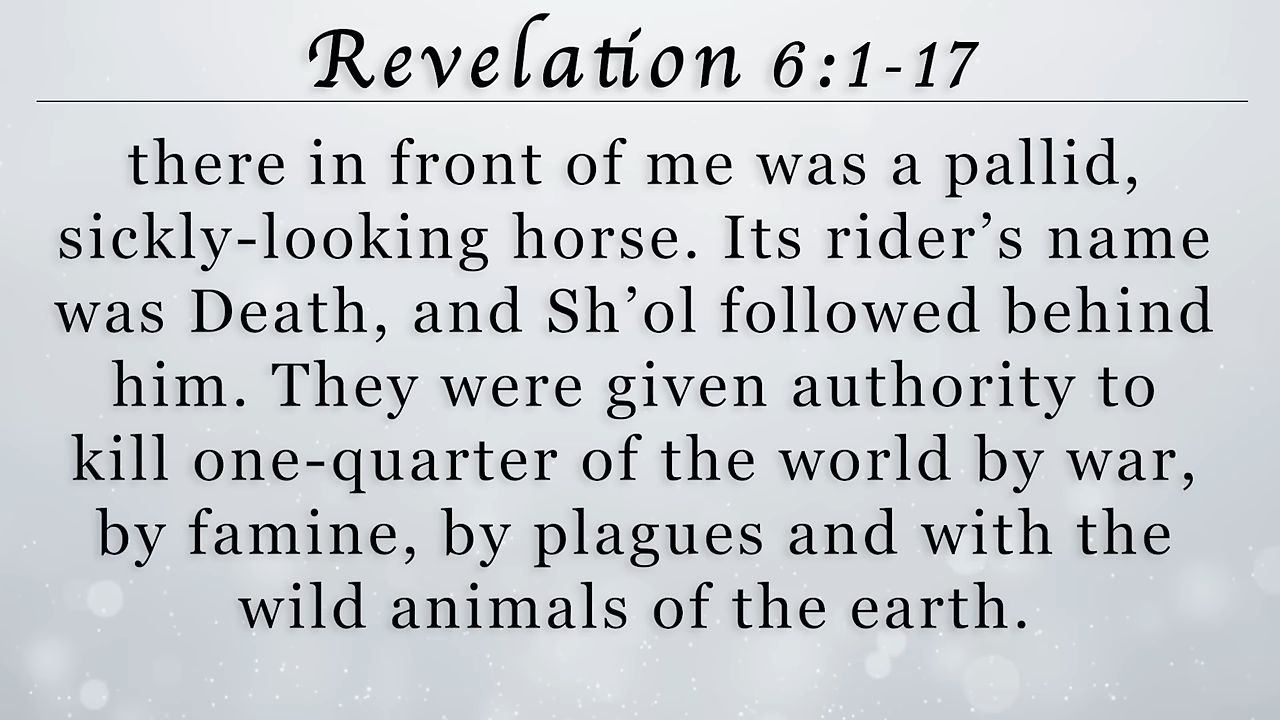 Revelation 6:1-17
there in front of me was a pallid,
sickly-looking horse. Its rider’s name
was Death, and Sh’ol followed behind
him. They were given authority to
kill one-quarter of the world by war,
by famine, by plagues and with the
wild animals of the earth.